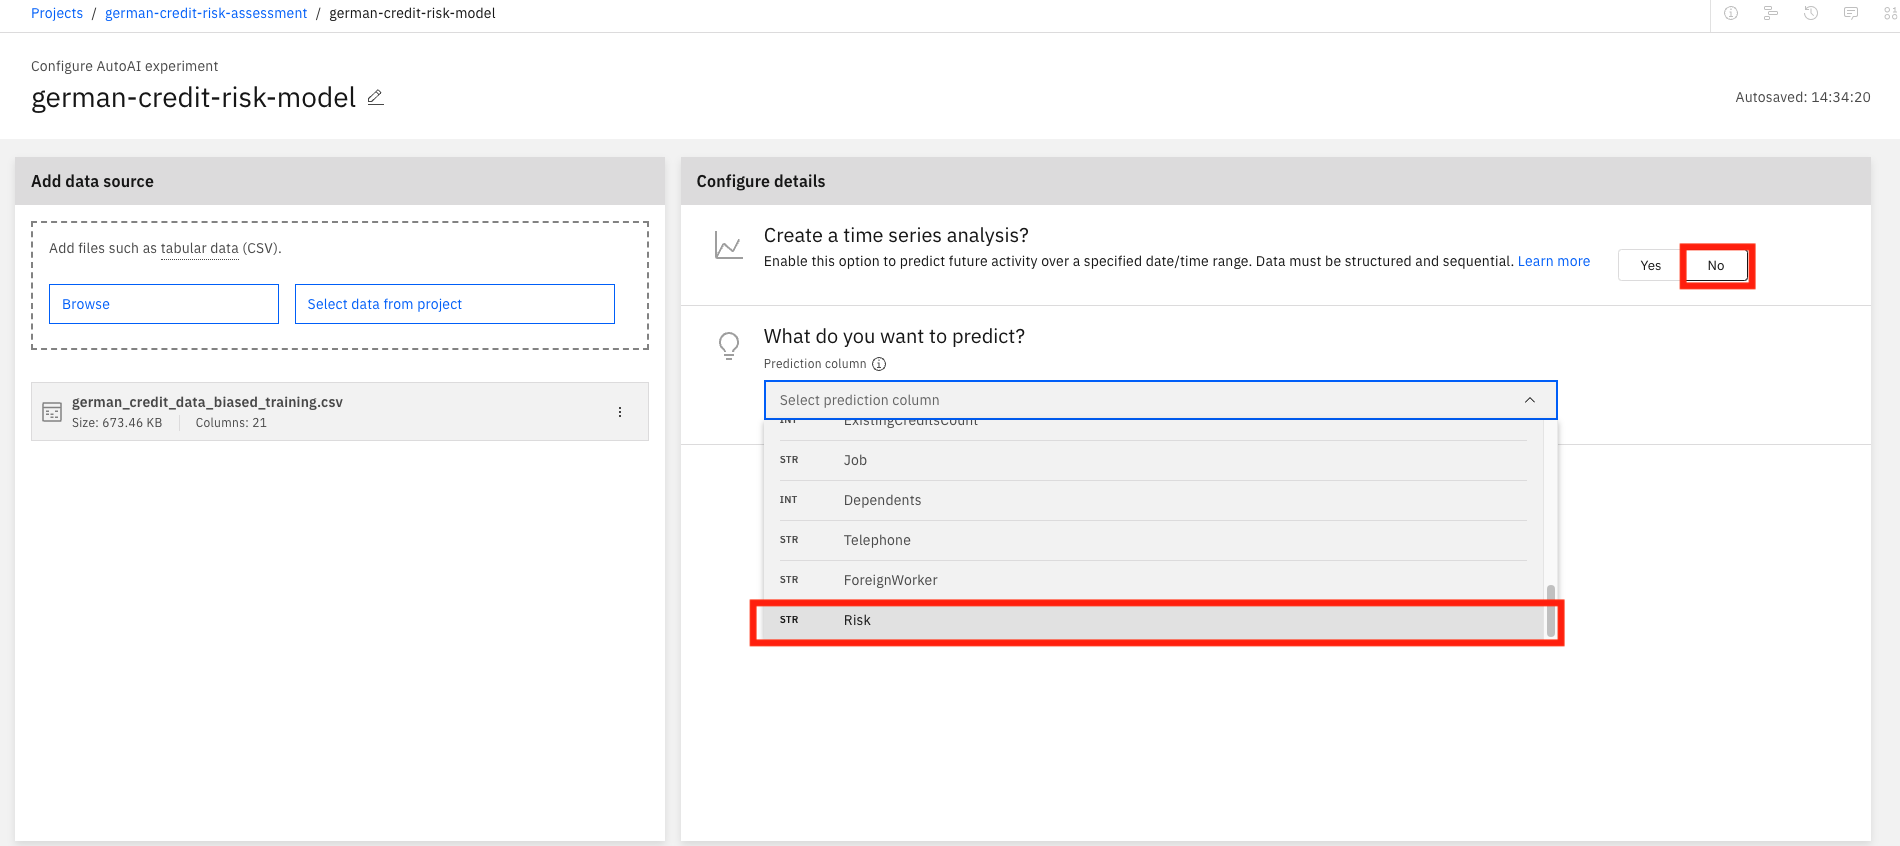 Projects / german-credit-risk-assessment / german-credit-risk-model
Configure AutoAI experiment
german-credit-risk-model
Autosaved: 14:34:20
Add data source
Add files such as tabular data (CSV).
Browse
Select data from project
german_credit_data_biased_training.csv
Size: 673.46 KB
Columns: 21
Configure details
Create a time series analysis?
Enable this option to predict future activity over a specified date/time range. Data must be structured and sequential. Learn more
Yes
No
What do you want to predict?
Prediction column
Select prediction column
INT ExistingCreditsCount
STR Job
INT Dependents
STR Telephone
STR ForeignWorker
STR Risk